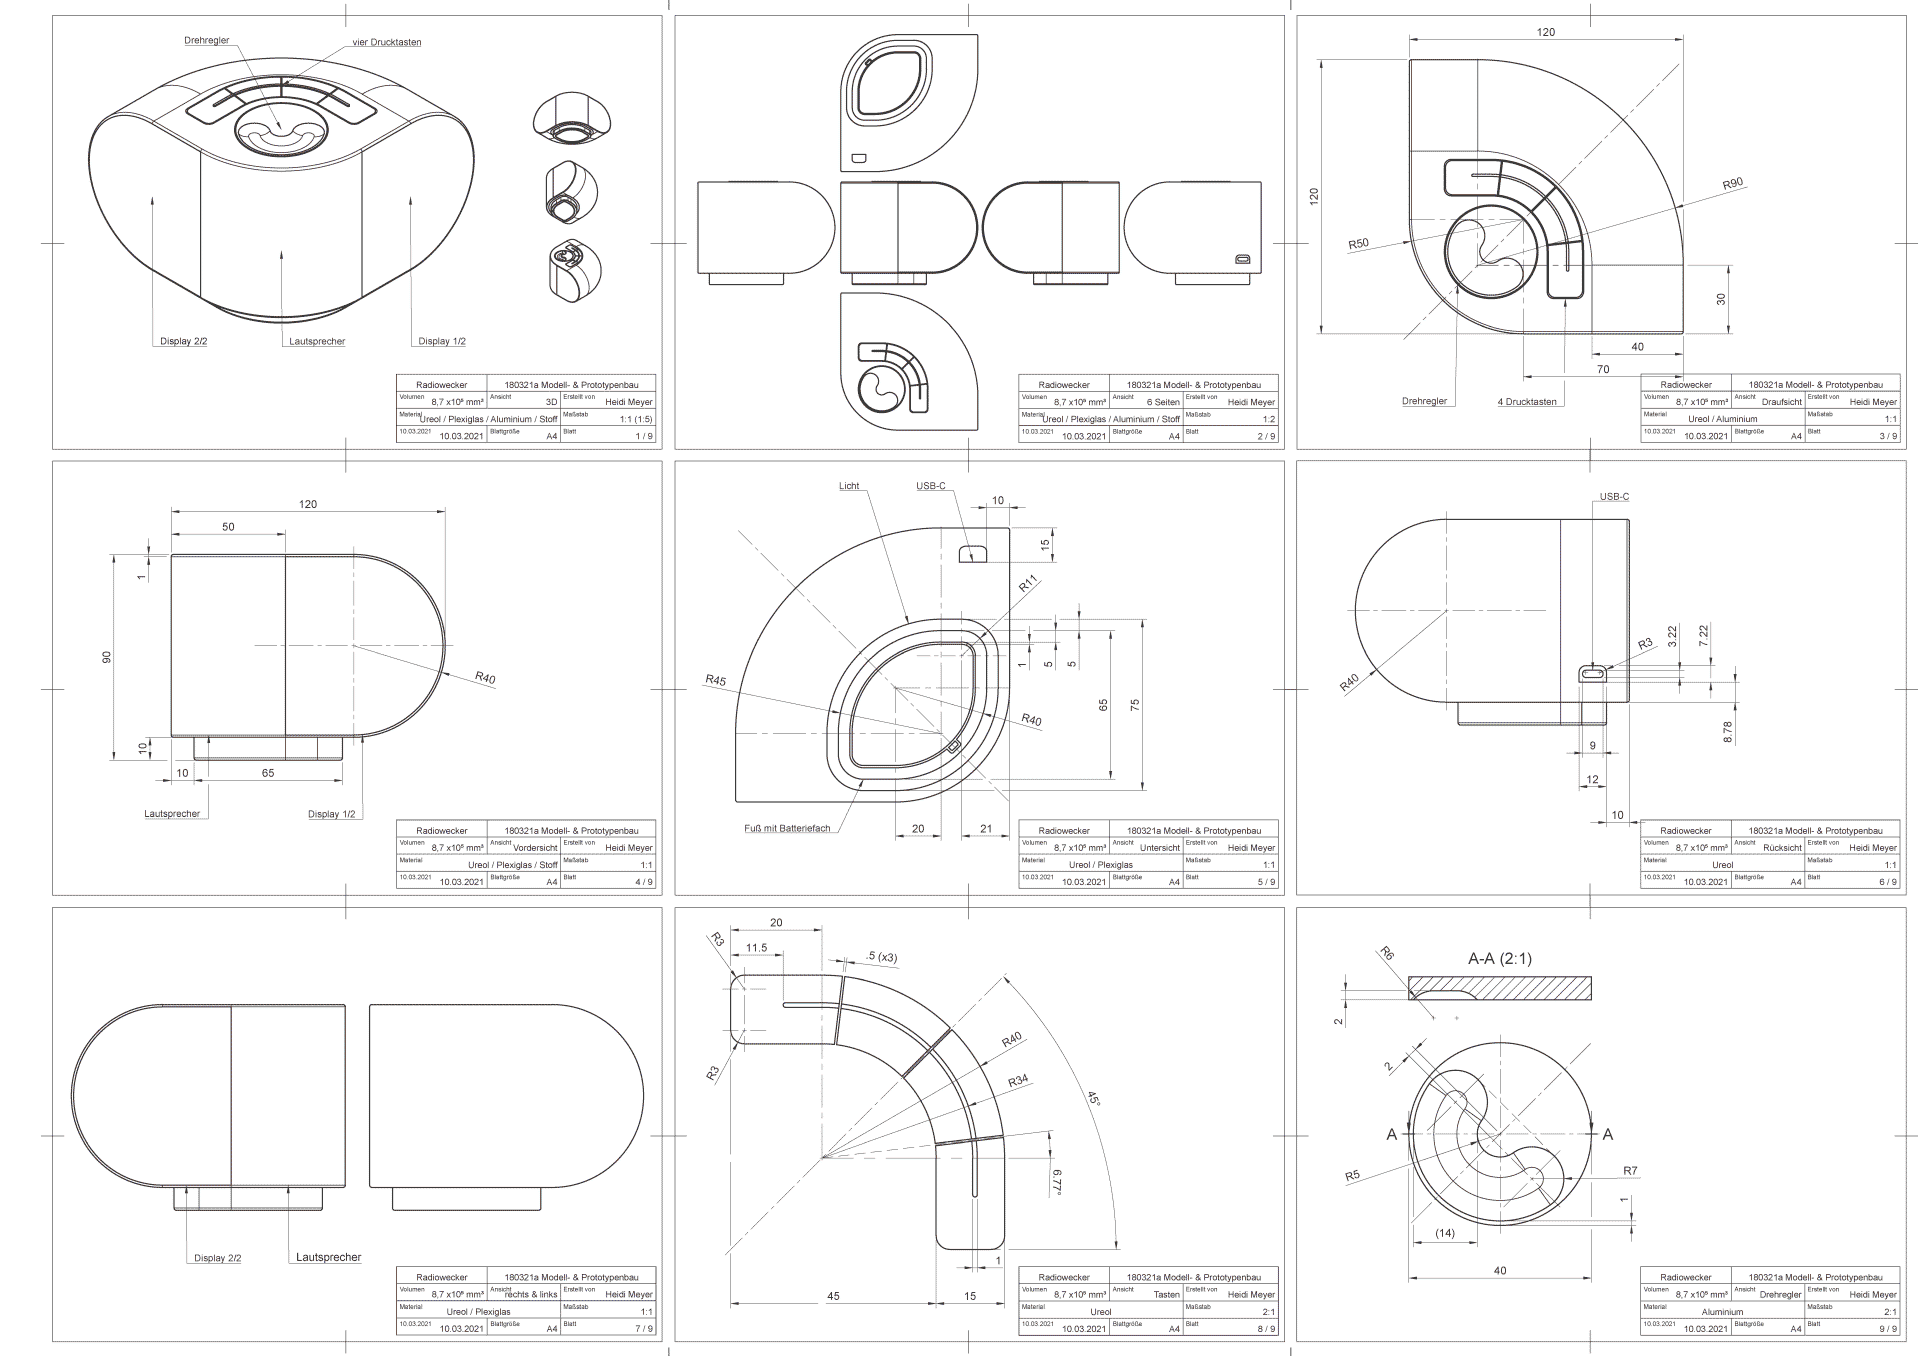 Drehregler
vier Drucktasten
Display 2/2
Lautsprecher
Display 1/2
Radiowecker
180321a Modell- & Prototypenbau
Volumen
8,7 x10⁵ mm³
Ansicht
3D
Erstellt von
Heidi Meyer
Material
Ureol / Plexiglas / Aluminium / Stoff
Maßstab
1:1 (1:5)
10.03.2021
10.03.2021
Blattgröße
A4
Blatt
1 / 9
Radiowecker
180321a Modell- & Prototypenbau
Volumen
8,7 x10⁵ mm³
Ansicht
6 Seiten
Erstellt von
Heidi Meyer
Material
Ureol / Plexiglas / Aluminium / Stoff
Maßstab
1:2
10.03.2021
10.03.2021
Blattgröße
A4
Blatt
2 / 9
120
120
R90
R50
30
40
70
Drehregler
4 Drucktasten
Radiowecker
180321a Modell- & Prototypenbau
Volumen
8,7 x10⁵ mm³
Ansicht
Draufsicht
Erstellt von
Heidi Meyer
Material
Ureol / Aluminium
Maßstab
1:1
10.03.2021
10.03.2021
Blattgröße
A4
Blatt
3 / 9
120
50
1
90
R40
10
10
65
Lautsprecher
Display 1/2
Radiowecker
180321a Modell- & Prototypenbau
Volumen
8,7 x10⁵ mm³
Ansicht
Vordersicht
Erstellt von
Heidi Meyer
Material
Ureol / Plexiglas / Stoff
Maßstab
1:1
10.03.2021
10.03.2021
Blattgröße
A4
Blatt
4 / 9
Licht
USB-C
10
15
R11
1
5
5
R45
R40
65
75
Fuß mit Batteriefach
20
21
Radiowecker
180321a Modell- & Prototypenbau
Volumen
8,7 x10⁵ mm³
Ansicht
Untersicht
Erstellt von
Heidi Meyer
Material
Ureol / Plexiglas
Maßstab
1:1
10.03.2021
10.03.2021
Blattgröße
A4
Blatt
5 / 9
USB-C
R40
R3
3.22
7.22
8.78
9
12
10
Radiowecker
180321a Modell- & Prototypenbau
Volumen
8,7 x10⁵ mm³
Ansicht
Rücksicht
Erstellt von
Heidi Meyer
Material
Ureol
Maßstab
1:1
10.03.2021
10.03.2021
Blattgröße
A4
Blatt
6 / 9
Display 2/2
Lautsprecher
Radiowecker
180321a Modell- & Prototypenbau
Volumen
8,7 x10⁵ mm³
Ansicht
rechts & links
Erstellt von
Heidi Meyer
Material
Ureol / Plexiglas
Maßstab
1:1
10.03.2021
10.03.2021
Blattgröße
A4
Blatt
7 / 9
20
R3
11.5
.5 (x3)
R40
R3
R34
45°
6.77°
1
45
15
Radiowecker
180321a Modell- & Prototypenbau
Volumen
8,7 x10⁵ mm³
Ansicht
Tasten
Erstellt von
Heidi Meyer
Material
Ureol
Maßstab
2:1
10.03.2021
10.03.2021
Blattgröße
A4
Blatt
8 / 9
R6
A-A (2:1)
2
2
A
A
R5
R7
1
(14)
40
Radiowecker
180321a Modell- & Prototypenbau
Volumen
8,7 x10⁵ mm³
Ansicht
Drehregler
Erstellt von
Heidi Meyer
Material
Aluminium
Maßstab
2:1
10.03.2021
10.03.2021
Blattgröße
A4
Blatt
9 / 9